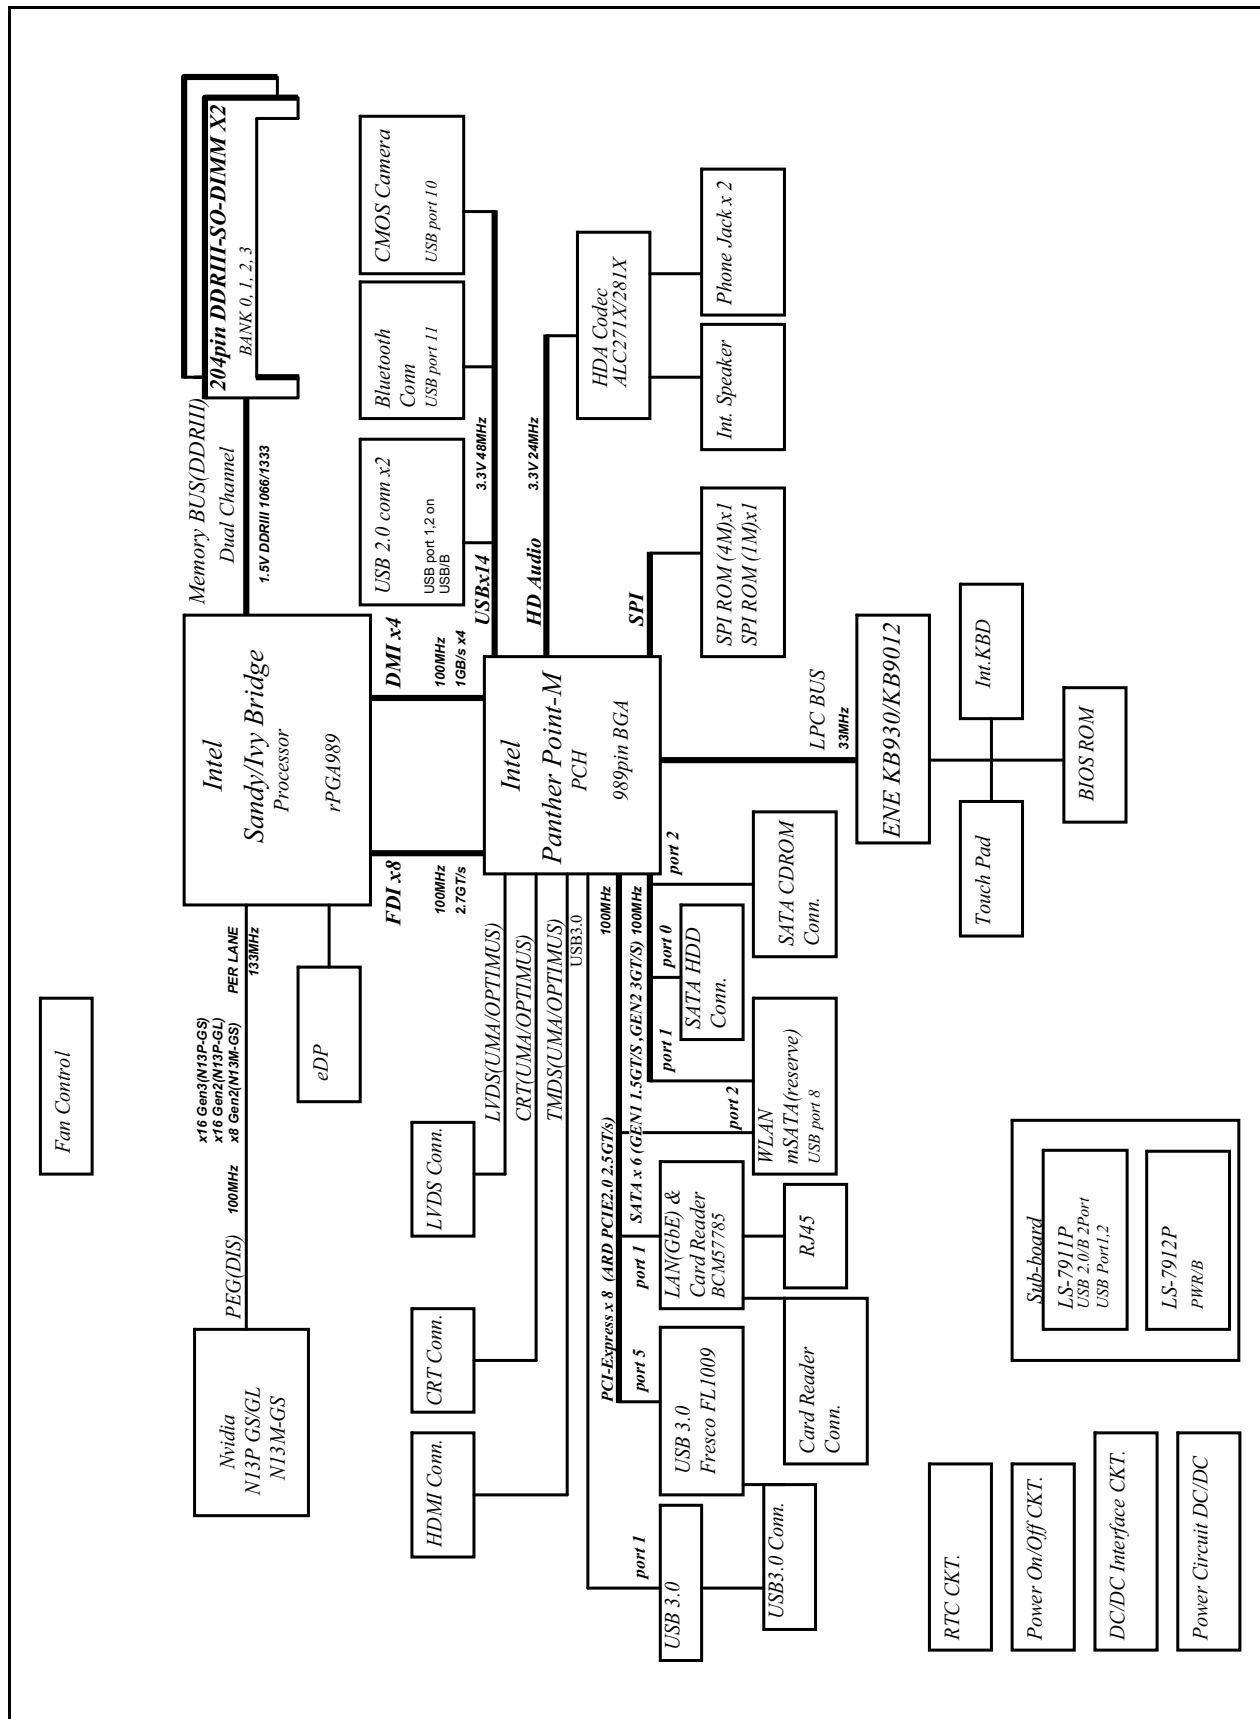 Fan Control
Nvidia
N13P GS/GL
N13M-GS
PEG(DIS)
100MHz
x16 Gen3(N13P-GS)
x16 Gen2(N13P-GL)
x8 Gen2(N13M-GS)
PER LANE
133MHz
eDP
Intel
Sandy/Ivy Bridge
Processor
rPGA989
Memory BUS(DDRIII)
Dual Channel
1.5V DDRIII 1066/1333
204pin DDRIII-SO-DIMM X2
BANK 0, 1, 2, 3
FDI x8
100MHz
2.7GT/s
DMI x4
100MHz
1GB/s x4
HDMI Conn.
CRT Conn.
LVDS Conn.
LVDS(UMA/OPTIMUS)
CRT(UMA/OPTIMUS)
TMDS(UMA/OPTIMUS)
USB3.0
Intel
Panther Point-M
PCH
989pin BGA
USB 2.0 conn x2
USB port 1,2 on
USB/B
Bluetooth
Conn
USB port 11
CMOS Camera
USB port 10
USBx14
3.3V 48MHz
HD Audio
3.3V 24MHz
HDA Codec
ALC271X/281X
Int. Speaker
Phone Jack x 2
SPI
SPI ROM (4M)x1
SPI ROM (1M)x1
PCI-Express x 8 (ARD PCIE2.0 2.5GT/s)
100MHz
SATA x 6 (GEN1 1.5GT/S ,GEN2 3GT/S)
100MHz
port 1
USB 3.0
USB3.0 Conn.
port 5
USB 3.0
Fresco FL1009
port 1
LAN(GbE) &
Card Reader
BCM57785
Card Reader
Conn.
RJ45
port 2
WLAN
mSATA(reserve)
USB port 8
port 1
port 0
SATA HDD
Conn.
port 2
SATA CDROM
Conn.
LPC BUS
33MHz
ENE KB930/KB9012
Touch Pad
Int.KBD
BIOS ROM
RTC CKT.
Power On/Off CKT.
DC/DC Interface CKT.
Power Circuit DC/DC
Sub-board
LS-7911P
USB 2.0/B 2Port
USB Port1,2
LS-7912P
PWR/B